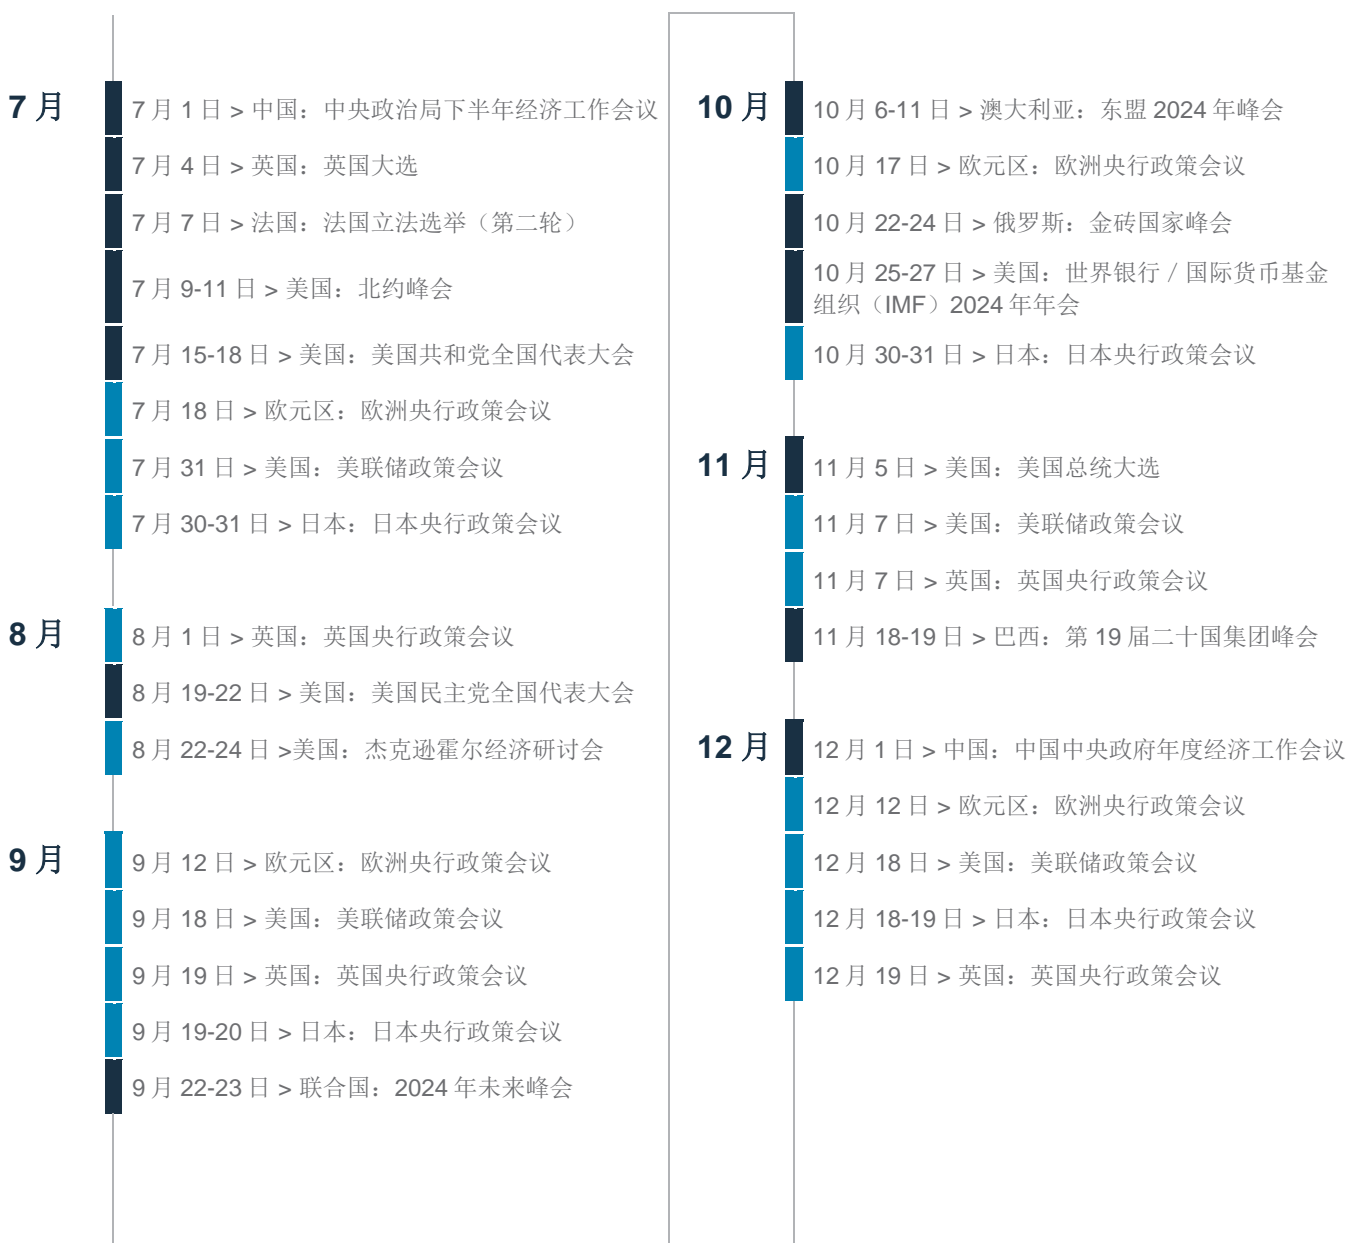 7 月
7 月 1 日 > 中国：中央政治局下半年经济工作会议
7 月 4 日 > 英国：英国大选
7 月 7 日 > 法国：法国立法选举（第二轮）
7 月 9-11 日 > 美国：北约峰会
7 月 15-18 日 > 美国：美国共和党全国代表大会
7 月 18 日 > 欧元区：欧洲央行政策会议
7 月 31 日 > 美国：美联储政策会议
7 月 30-31 日 > 日本：日本央行政策会议
8 月
8 月 1 日 > 英国：英国央行政策会议
8 月 19-22 日 > 美国：美国民主党全国代表大会
8 月 22-24 日 >美国：杰克逊霍尔经济研讨会
9 月
9 月 12 日 > 欧元区：欧洲央行政策会议
9 月 18 日 > 美国：美联储政策会议
9 月 19 日 > 英国：英国央行政策会议
9 月 19-20 日 > 日本：日本央行政策会议
9 月 22-23 日 > 联合国：2024 年未来峰会
10 月
10 月 6-11 日 > 澳大利亚：东盟 2024 年峰会
10 月 17 日 > 欧元区：欧洲央行政策会议
10 月 22-24 日 > 俄罗斯：金砖国家峰会
10 月 25-27 日 > 美国：世界银行 / 国际货币基金
组织（IMF）2024 年年会
10 月 30-31 日 > 日本：日本央行政策会议
11 月
11 月 5 日 > 美国：美国总统大选
11 月 7 日 > 美国：美联储政策会议
11 月 7 日 > 英国：英国央行政策会议
11 月 18-19 日 > 巴西：第 19 届二十国集团峰会
12 月
12 月 1 日 > 中国：中国中央政府年度经济工作会议
12 月 12 日 > 欧元区：欧洲央行政策会议
12 月 18 日 > 美国：美联储政策会议
12 月 18-19 日 > 日本：日本央行政策会议
12 月 19 日 > 英国：英国央行政策会议